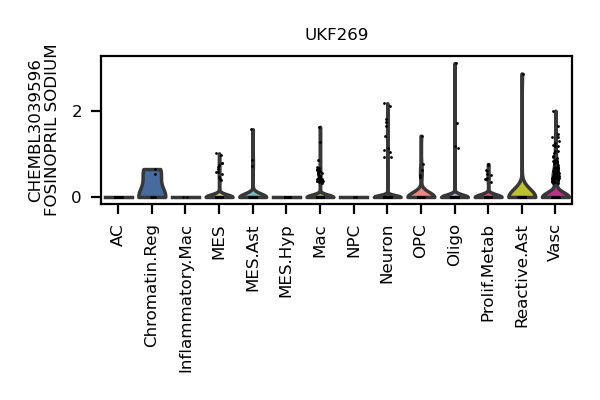 UKF269
CHEMBL3039596
FOSINOPRIL SODIUM
2
0
AC
Chromatin.Reg
Inflammatory.Mac
MES
MES.Ast
MES.Hyp
Mac
NPC
Neuron
OPC
Oligo
Prolif.Metab
Reactive.Ast
Vasc